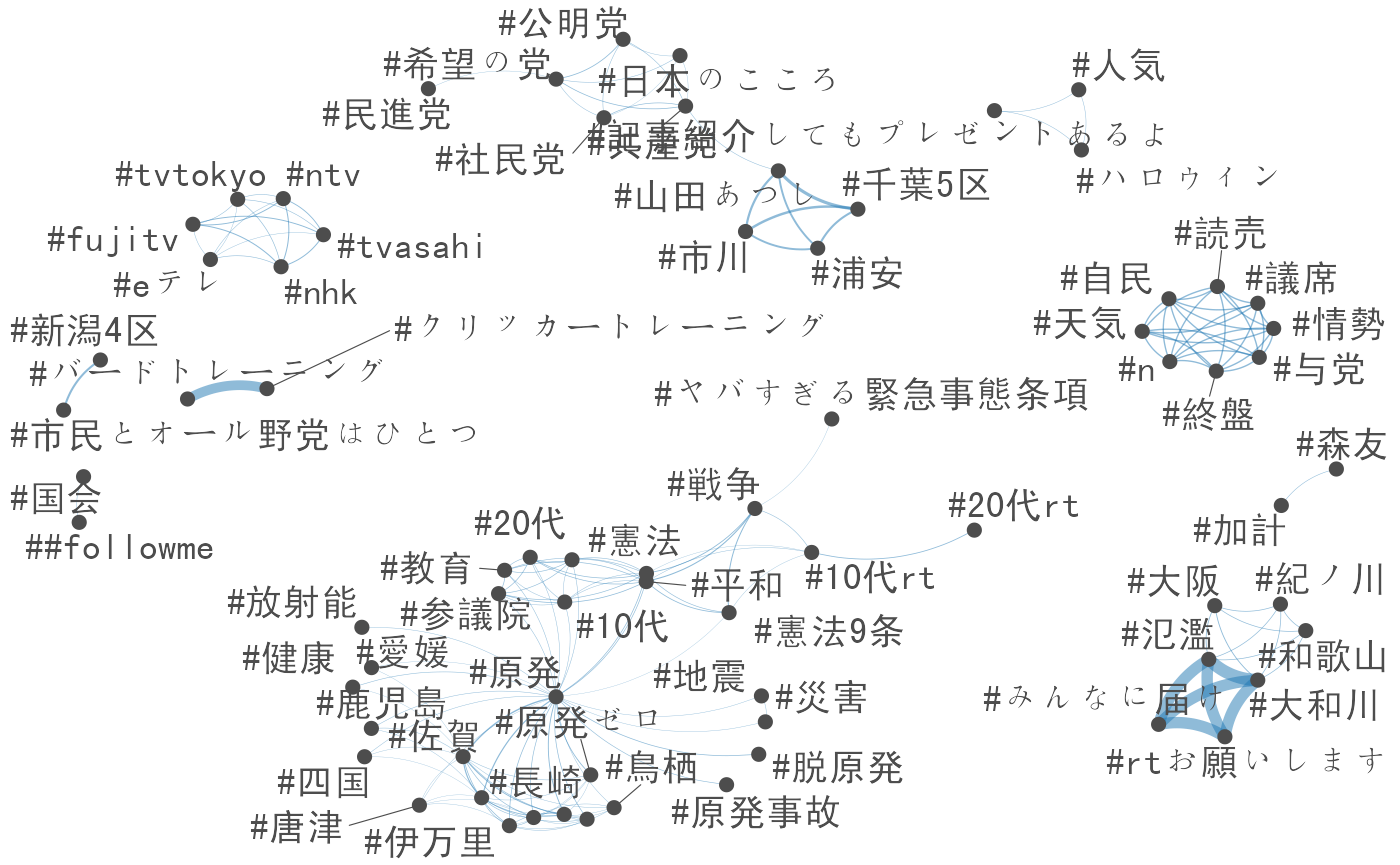 #公明党
#希望の党
#日本のこころ
#人気
#民進党
#記事紹介してもプレゼントあるよ
#共産党
#社民党
#tvtokyo
#ntv
#ハロウィン
#山田あつし
#千葉5区
#fujitv
#tvasahi
#読売
#市川
#浦安
#eテレ
#nhk
#自民
#議席
#新潟4区
#クリッカートレーニング
#天気
#情勢
#バードトレーニング
#n
#与党
#ヤバすぎる緊急事態条項
#終盤
#市民とオール野党はひとつ
#森友
#国会
#戦争
#20代rt
#20代
#憲法
#加計
##followme
#教育
#平和
#10代rt
#大阪
#紀ノ川
#放射能
#参議院
#10代
#憲法9条
#氾濫
#健康
#愛媛
#原発
#地震
#和歌山
#鹿児島
#災害
#みんなに届け
#大和川
#佐賀
#原発ゼロ
#四国
#長崎
#鳥栖
#脱原発
#rtお願いします
#唐津
#伊万里
#原発事故